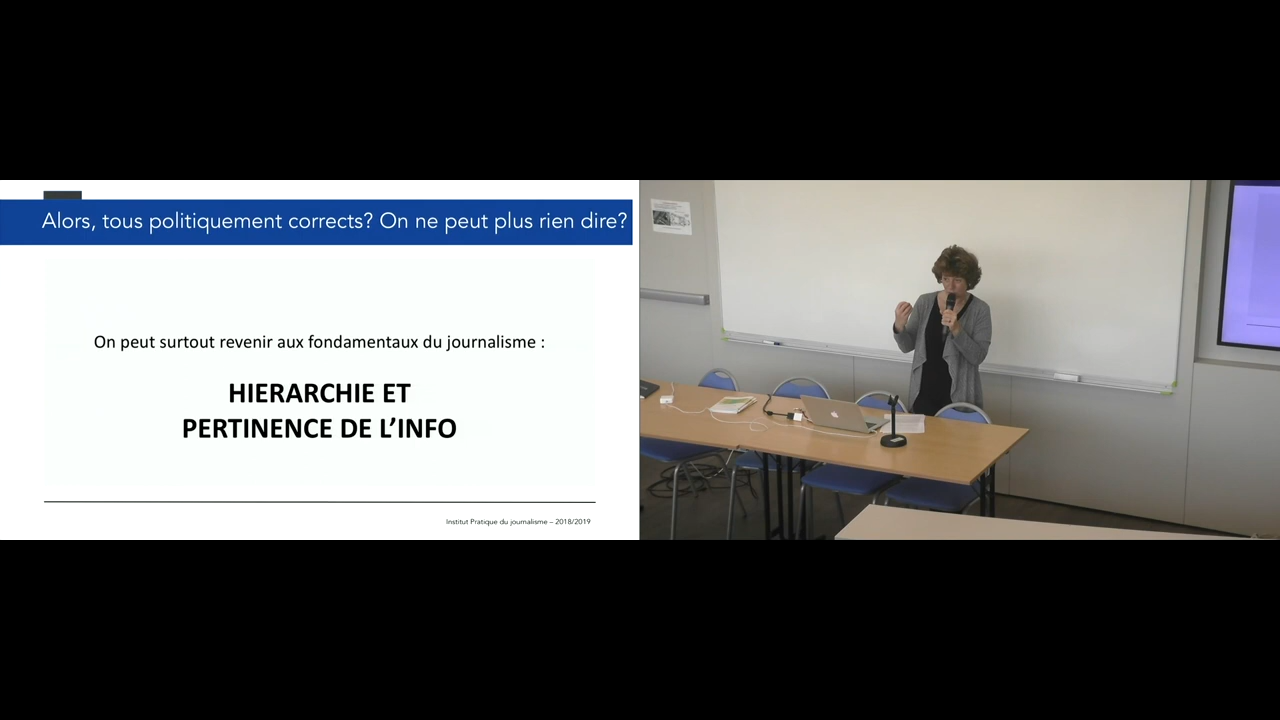 Alors, tous politiquement corrects? On ne peut plus rien dire?
On peut surtout revenir aux fondamentaux du journalisme :
HIERARCHIE ET
PERTINENCE DE L’INFO
Institut Pratique du journalisme – 2018/2019